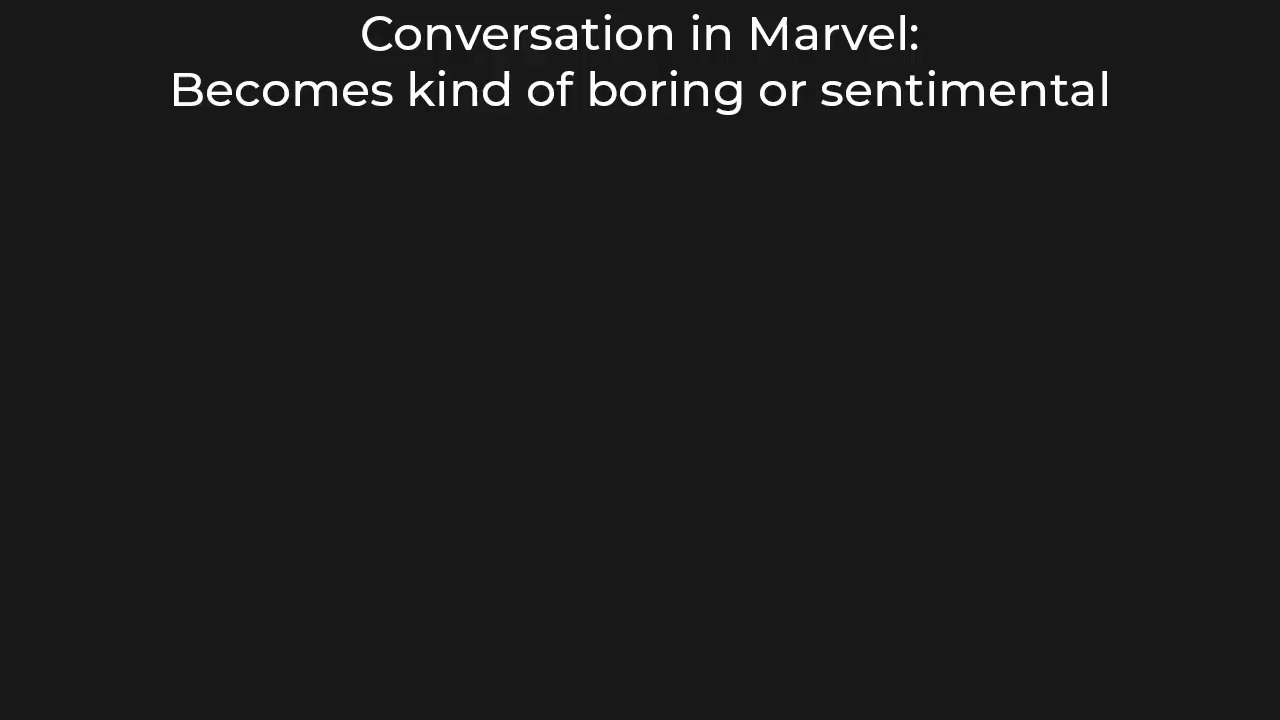 Conversation in Marvel:
Becomes kind of boring or sentimental